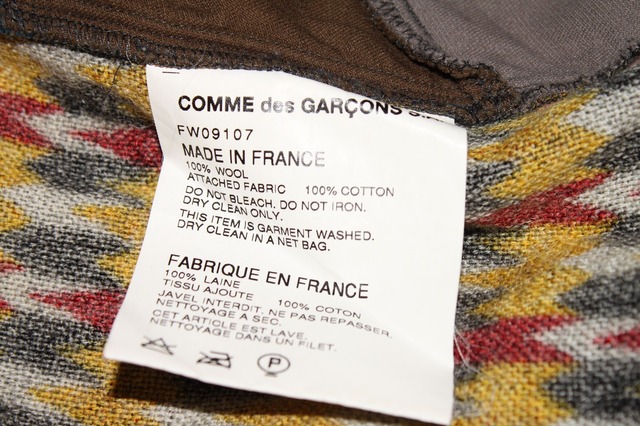 COMME des GARÇONS S.A.
FW09107
MADE IN FRANCE
100% WOOL
ATTACHED FABRIC 100% COTTON
DO NOT BLEACH. DO NOT IRON.
DRY CLEAN ONLY.
THIS ITEM IS GARMENT WASHED.
DRY CLEAN IN A NET BAG.
FABRIQUE EN FRANCE
100% LAINE
TISSU AJOUTE 100% COTON
JAVEL INTERDIT. NE PAS REPASSER.
NETTOYAGE A SEC.
CET ARTICLE EST LAVE.
NETTOYAGE DANS UN FILET.
P